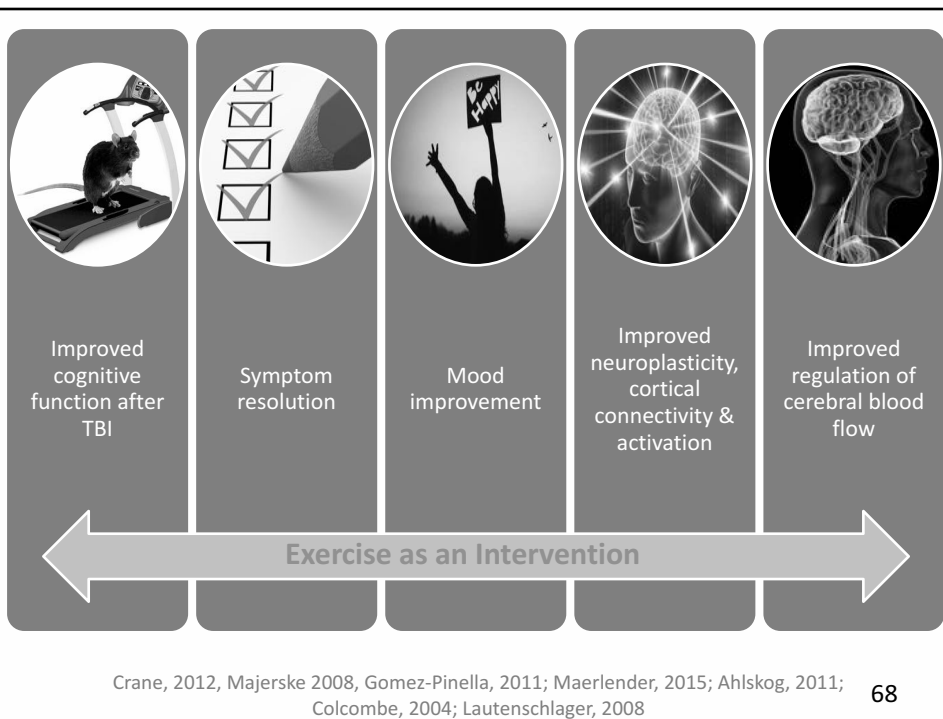 Be
Happy
Improved
cognitive
function after
TBI
Symptom
resolution
Mood
improvement
Improved
neuroplasticity,
cortical
connectivity &
activation
Improved
regulation of
cerebral blood
flow
Exercise as an Intervention
Crane, 2012, Majerske 2008, Gomez-Pinella, 2011; Maerlender, 2015; Ahlskog, 2011;
Colcombe, 2004; Lautenschlager, 2008
68